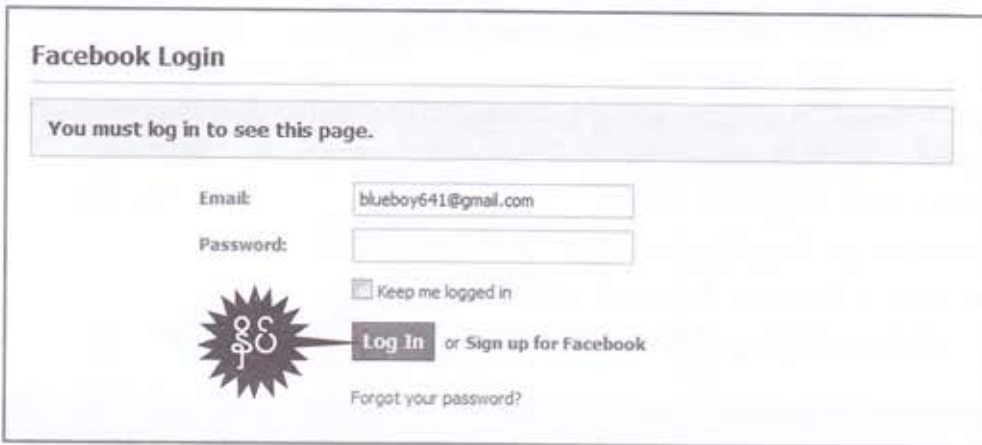 Facebook Login
You must log in to see this page.
Email: blueboy641@gmail.com
Password:
Keep me logged in
နှိပ် Log In or Sign up for Facebook
Forgot your password?